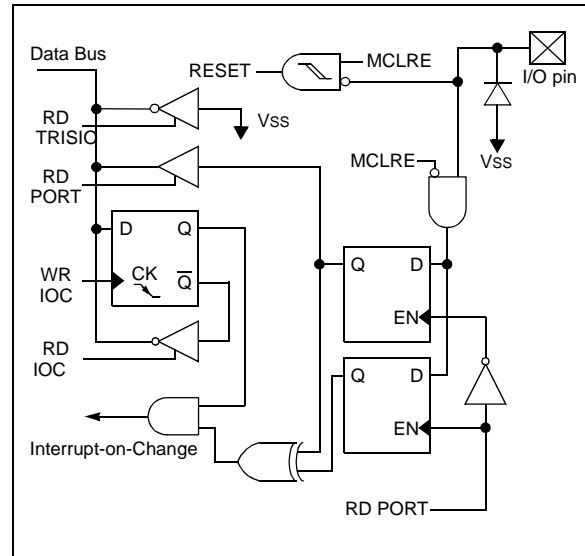 Data Bus
MCLRE
RESET
I/O pin
RD
TRISIO
VSS
VSS
RD
PORT
MCLRE
D
Q
Q
D
WR
IOC
CK
Q
EN
RD
IOC
Q
D
EN
Interrupt-on-Change
RD PORT